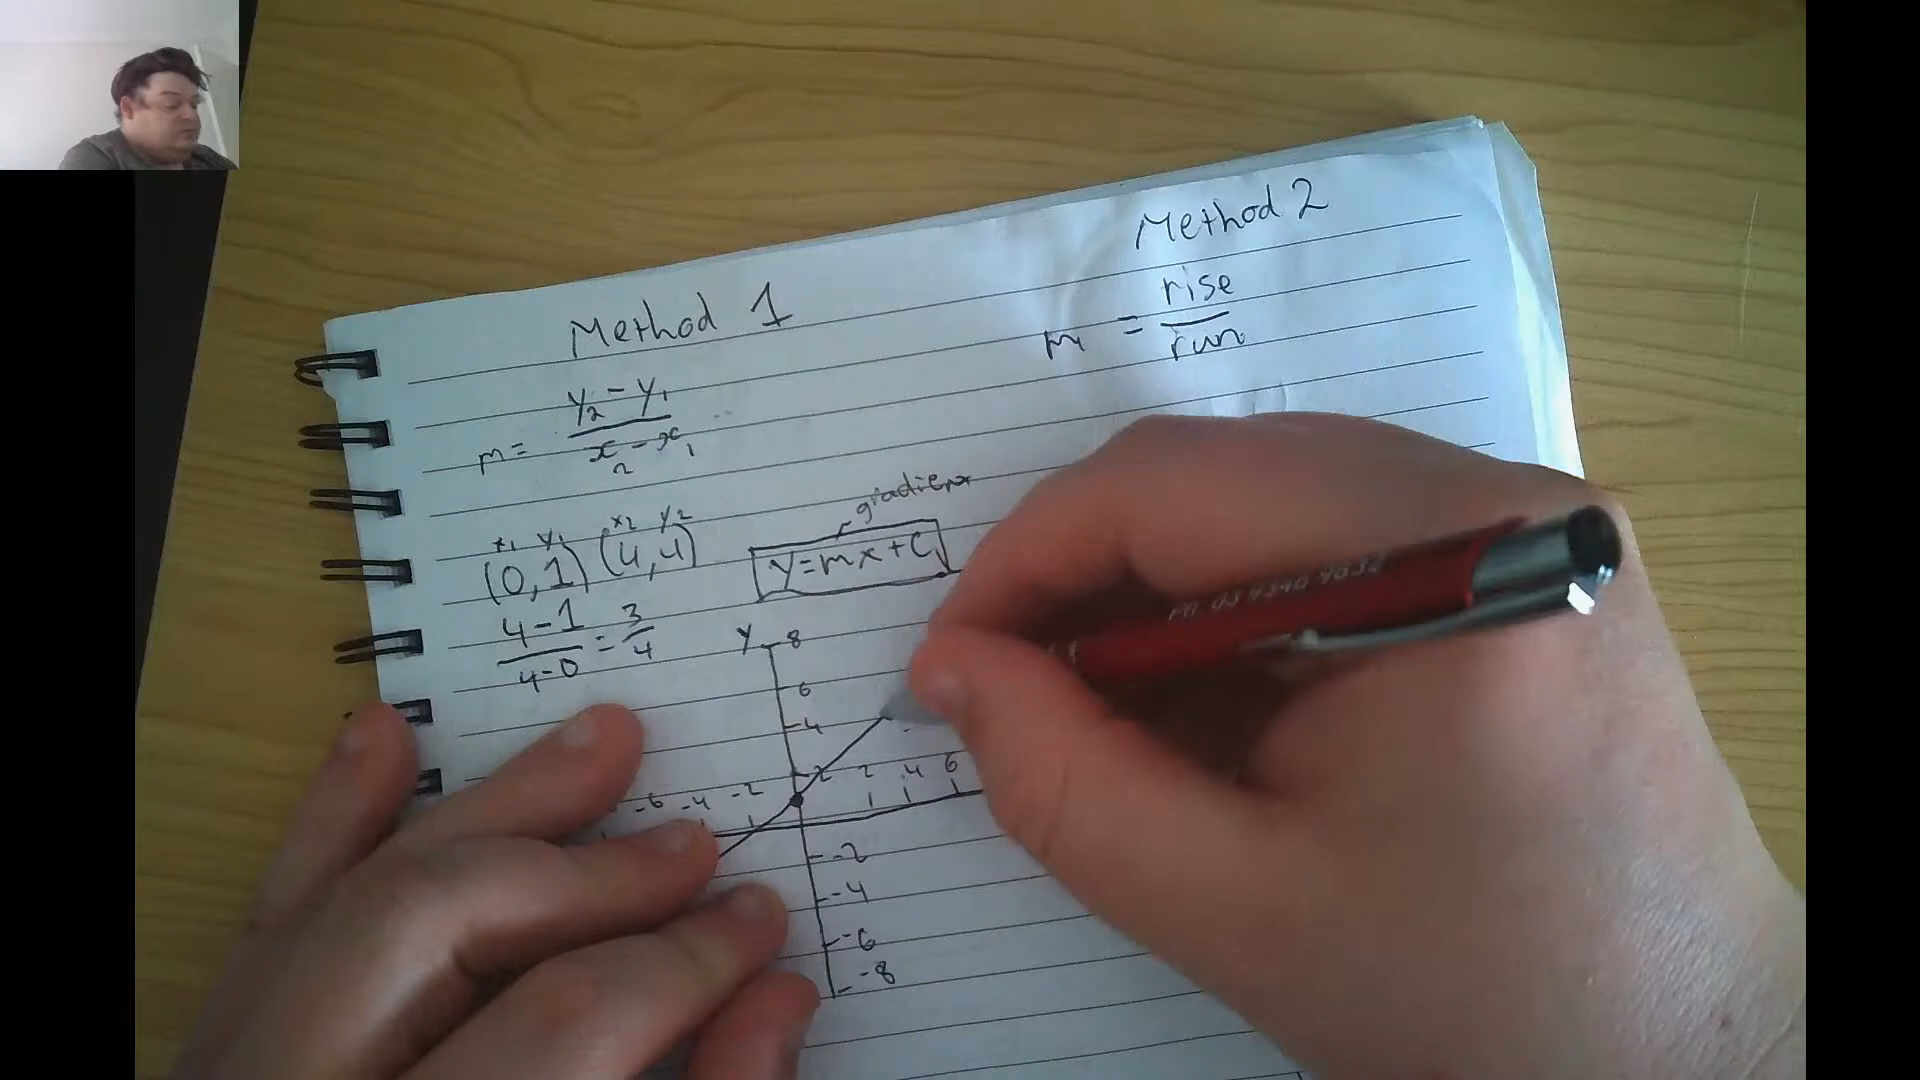 Method 1
m = y₂ - y₁ / x₂ - x₁
x₁ y₁ x₂ y₂
(0,1) (4,4)
4-1 / 4-0 = 3/4
gradient
y=mx+c
Method 2
m = rise / run
y
8
6
4
2
-6 -4 -2 2 4 6
-2
-4
-6
-8